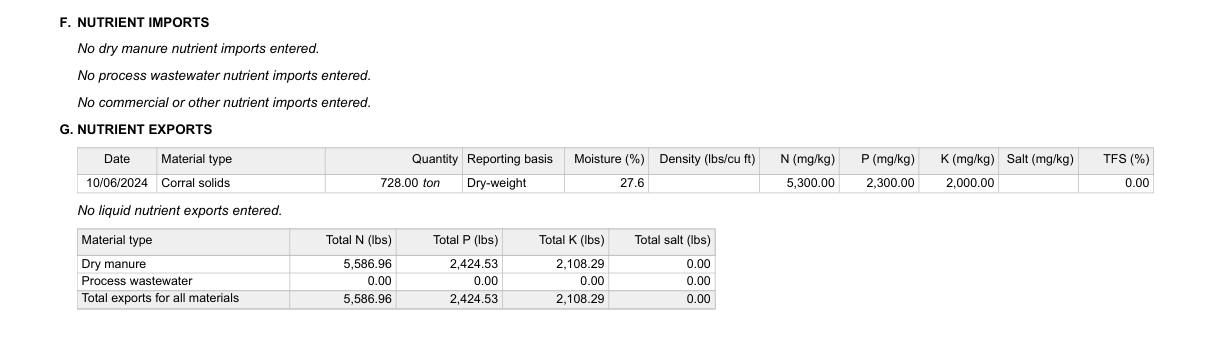 F. NUTRIENT IMPORTS
No dry manure nutrient imports entered.
No process wastewater nutrient imports entered.
No commercial or other nutrient imports entered.
G. NUTRIENT EXPORTS
Date Material type Quantity Reporting basis Moisture (%) Density (lbs/cu ft) N (mg/kg) P (mg/kg) K (mg/kg) Salt (mg/kg) TFS (%)
10/06/2024 Corral solids 728.00 ton Dry-weight 27.6 5,300.00 2,300.00 2,000.00 0.00
No liquid nutrient exports entered.
Material type Total N (lbs) Total P (lbs) Total K (lbs) Total salt (lbs)
Dry manure 5,586.96 2,424.53 2,108.29 0.00
Process wastewater 0.00 0.00 0.00 0.00
Total exports for all materials 5,586.96 2,424.53 2,108.29 0.00